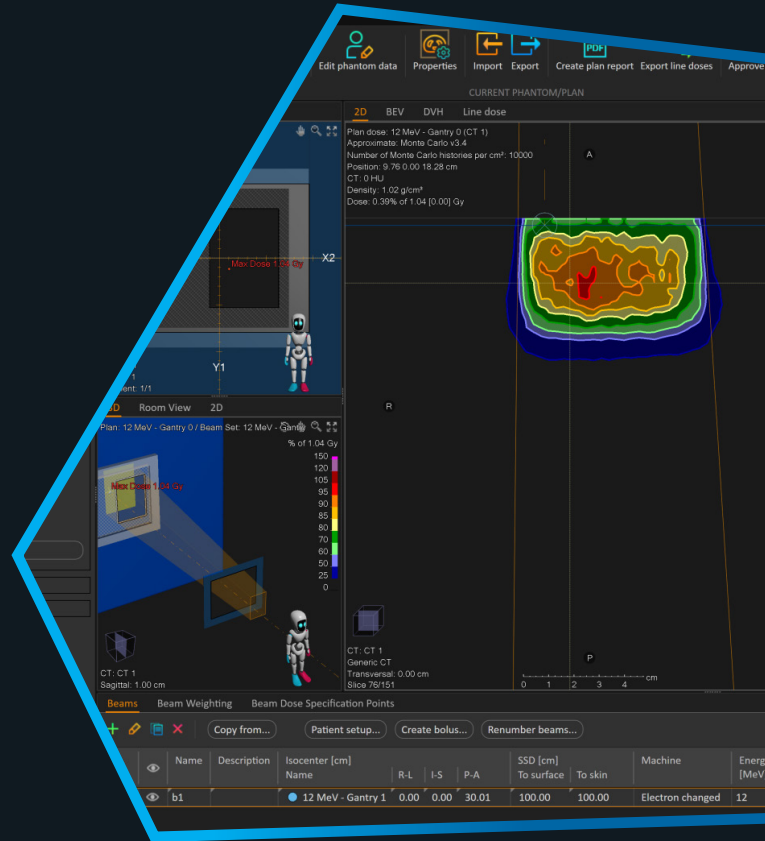 PDF
Edit phantom data
Properties
Import
Export
Create plan report
Export line doses
Approve
CURRENT PHANTOM/PLAN
2D BEV DVH Line dose
Plan dose: 12 MeV - Gantry 0 (CT 1)
Approximate: Monte Carlo v3.4
Number of Monte Carlo histories per cm²: 10000
Position: 9.76 0.00 18.28 cm
CT: 0 HU
Density: 1.02 g/cm³
Dose: 0.39% of 1.04 [0.00] Gy
A
R
P
CT: CT 1
Generic CT
Transversal: 0.00 cm
Slice 76/151
0 1 2 3 4 cm
X2
Max Dose 1.04 Gy
Y1
1
ent: 1/1
Room View 2D
Plan: 12 MeV - Gantry 0 / Beam Set: 12 MeV - Gantry
% of 1.04 Gy
150
120
105
95
90
85
80
70
60
50
25
0
Max Dose 1.04 Gy
CT: CT 1
Sagittal: 1.00 cm
Beams Beam Weighting Beam Dose Specification Points
Copy from... Patient setup... Create bolus... Renumber beams...
Name Description Isocenter [cm] SSD [cm] Machine Energ
Name R-L I-S P-A To surface To skin [MeV
b1 12 MeV - Gantry 1 0.00 0.00 30.01 100.00 100.00 Electron changed 12